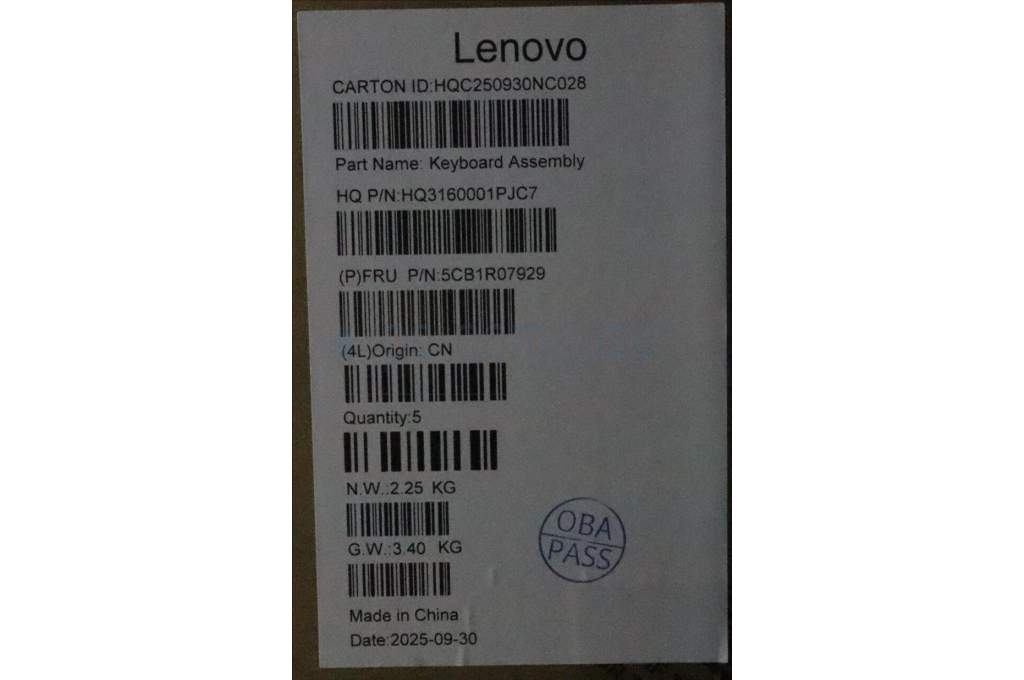 Lenovo
CARTON ID:HQC250930NC028
Part Name: Keyboard Assembly
HQ P/N:HQ3160001PJC7
(P)FRU P/N:5CB1R07929
(4L)Origin: CN
Quantity:5
N.W.:2.25 KG
G.W.:3.40 KG
OBA
PASS
Made in China
Date:2025-09-30